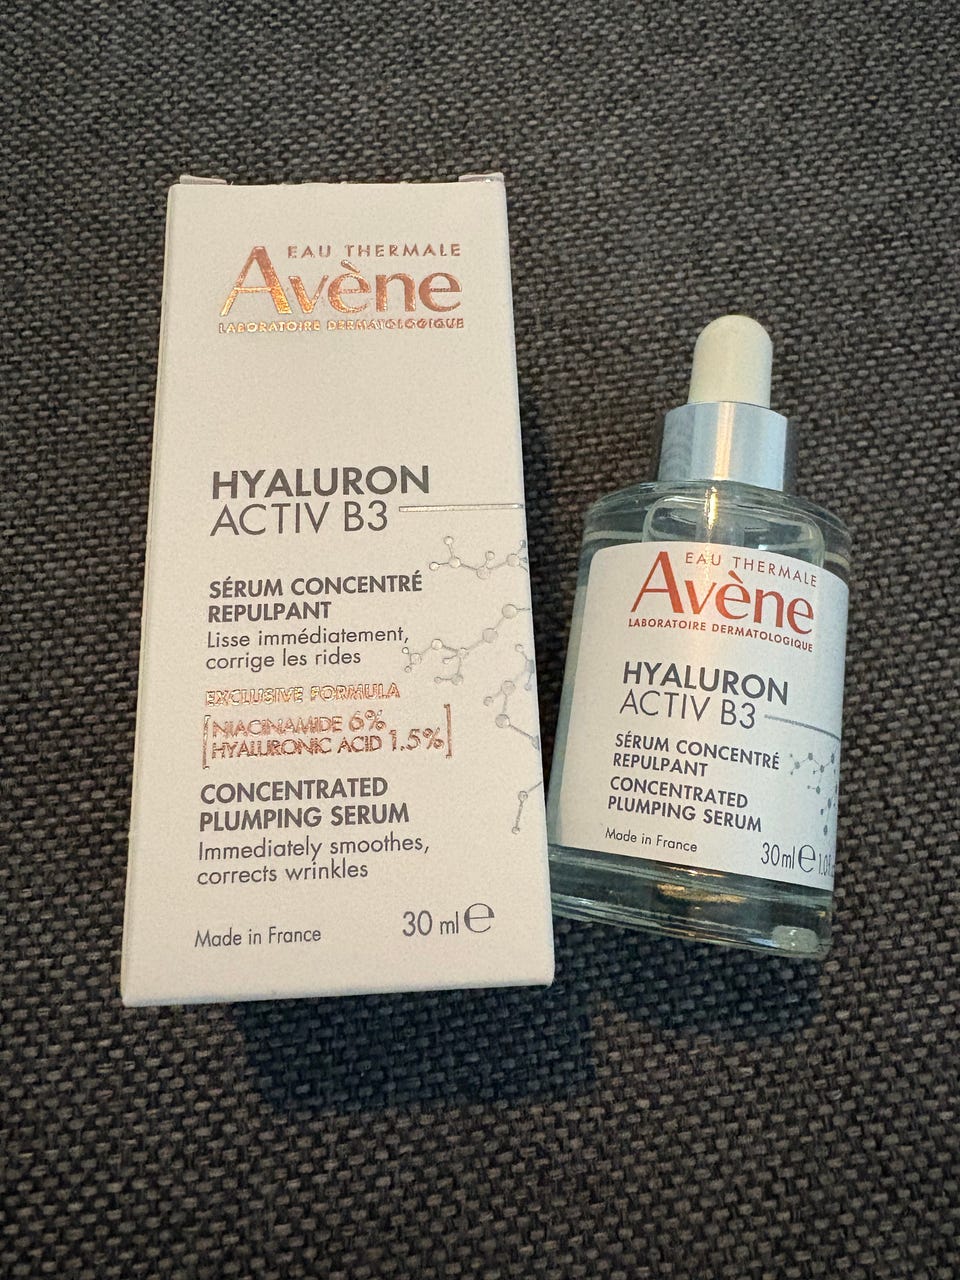 EAU THERMALE
Avène
LABORATOIRE DERMATOLOGIQUE
HYALURON
ACTIV B3
SÉRUM CONCENTRÉ
REPULPANT
Lisse immédiatement,
corrige les rides
EXCLUSIVE FORMULA
[NIACINAMIDE 6%
HYALURONIC ACID 1.5%]
CONCENTRATED
PLUMPING SERUM
Immediately smoothes,
corrects wrinkles
Made in France
30 ml ℮
EAU THERMALE
Avène
LABORATOIRE DERMATOLOGIQUE
HYALURON
ACTIV B3
SÉRUM CONCENTRÉ
REPULPANT
CONCENTRATED
PLUMPING SERUM
Made in France
30ml ℮